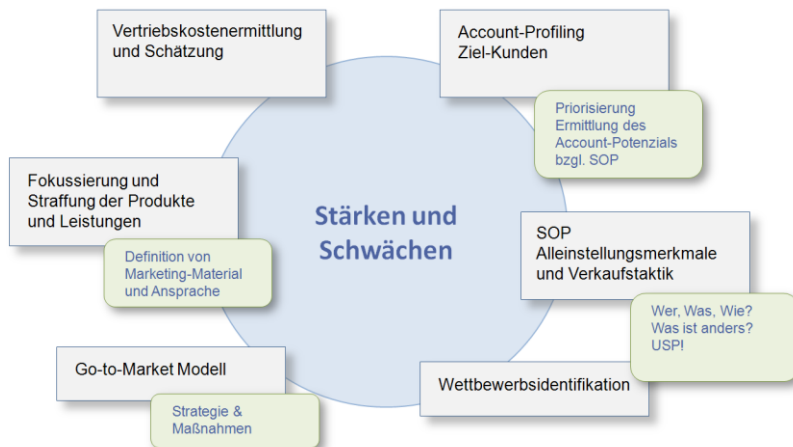 Vertriebskostenermittlung
und Schätzung
Account-Profiling
Ziel-Kunden
Priorisierung
Ermittlung des
Account-Potenzials
bzgl. SOP
Fokussierung und
Straffung der Produkte
und Leistungen
Definition von
Marketing-Material
und Ansprache
Stärken und
Schwächen
SOP
Alleinstellungsmerkmale
und Verkaufstaktik
Wer, Was, Wie?
Was ist anders?
USP!
Go-to-Market Modell
Strategie &
Maßnahmen
Wettbewerbsidentifikation